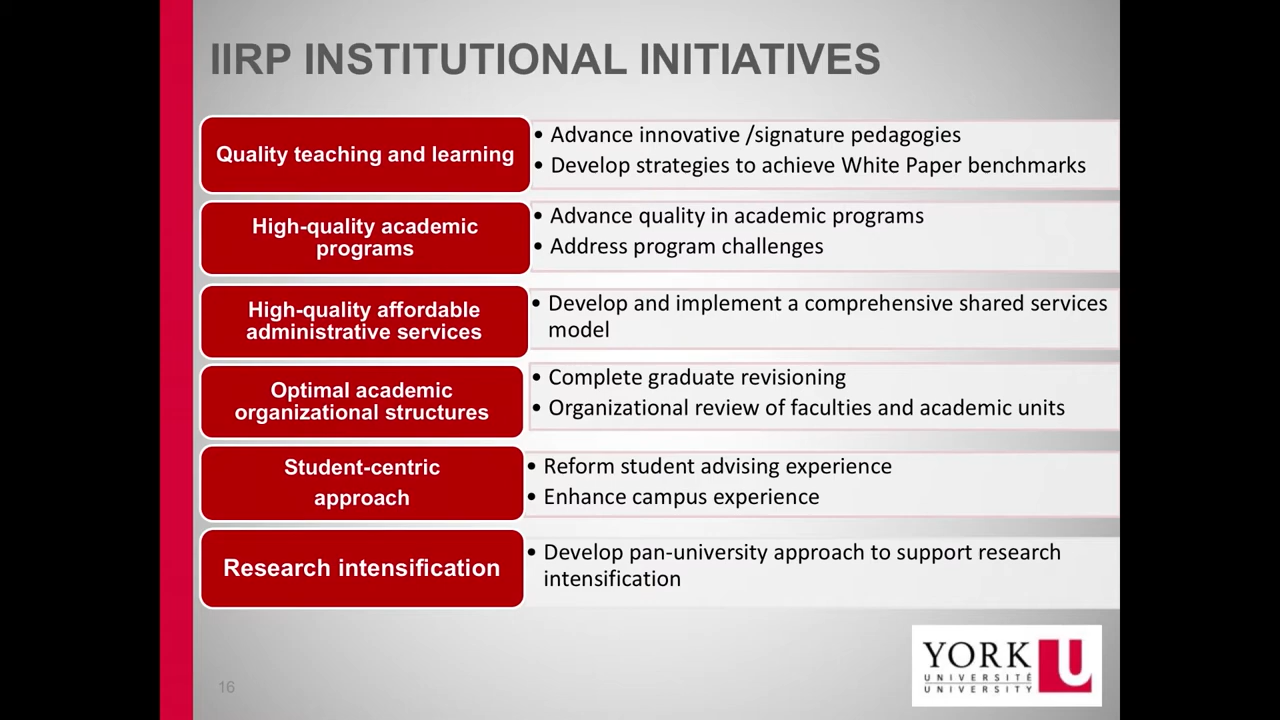 IIRP INSTITUTIONAL INITIATIVES
Quality teaching and learning
• Advance innovative /signature pedagogies
• Develop strategies to achieve White Paper benchmarks
High-quality academic
programs
• Advance quality in academic programs
• Address program challenges
High-quality affordable
administrative services
• Develop and implement a comprehensive shared services
model
Optimal academic
organizational structures
• Complete graduate revisioning
• Organizational review of faculties and academic units
Student-centric
approach
• Reform student advising experience
• Enhance campus experience
Research intensification
• Develop pan-university approach to support research
intensification
16
YORK U
UNIVERSITÉ
UNIVERSITY